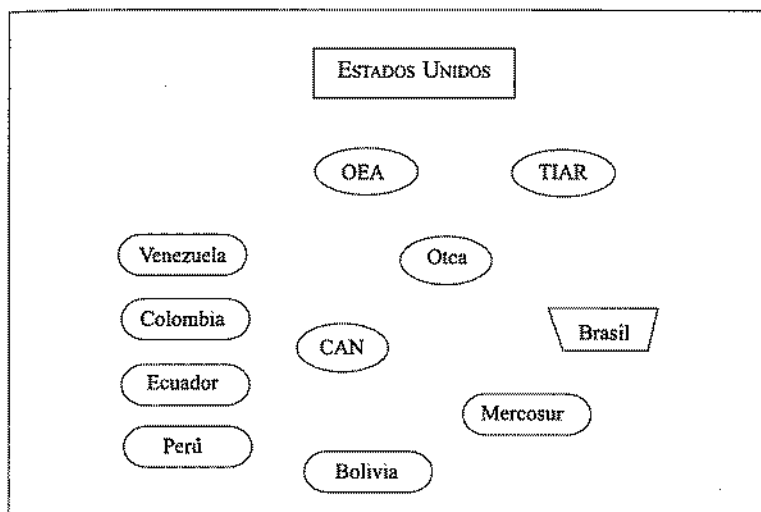 ESTADOS UNIDOS
OEA
TIAR
Venezuela
Otca
Colombia
Brasil
CAN
Ecuador
Mercosur
Perú
Bolivia